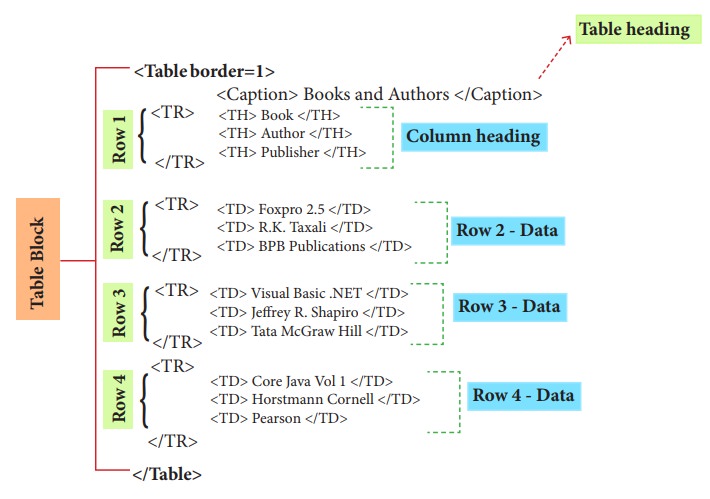 Table heading
<Table border=1>
<Caption> Books and Authors </Caption>
Row 1
<TR>
<TH> Book </TH>
<TH> Author </TH>
<TH> Publisher </TH>
</TR>
Column heading
Table Block
Row 2
<TR>
<TD> Foxpro 2.5 </TD>
<TD> R.K. Taxali </TD>
<TD> BPB Publications </TD>
</TR>
Row 2 - Data
Row 3
<TR>
<TD> Visual Basic .NET </TD>
<TD> Jeffrey R. Shapiro </TD>
<TD> Tata McGraw Hill </TD>
</TR>
Row 3 - Data
Row 4
<TR>
<TD> Core Java Vol 1 </TD>
<TD> Horstmann Cornell </TD>
<TD> Pearson </TD>
</TR>
Row 4 - Data
</Table>